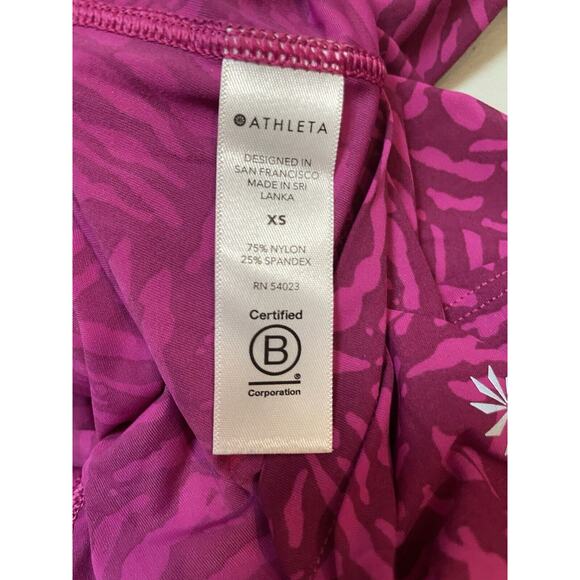 ATHLETA
DESIGNED IN
SAN FRANCISCO
MADE IN SRI
LANKA
XS
75% NYLON
25% SPANDEX
RN 54023
Certified
B
®
Corporation